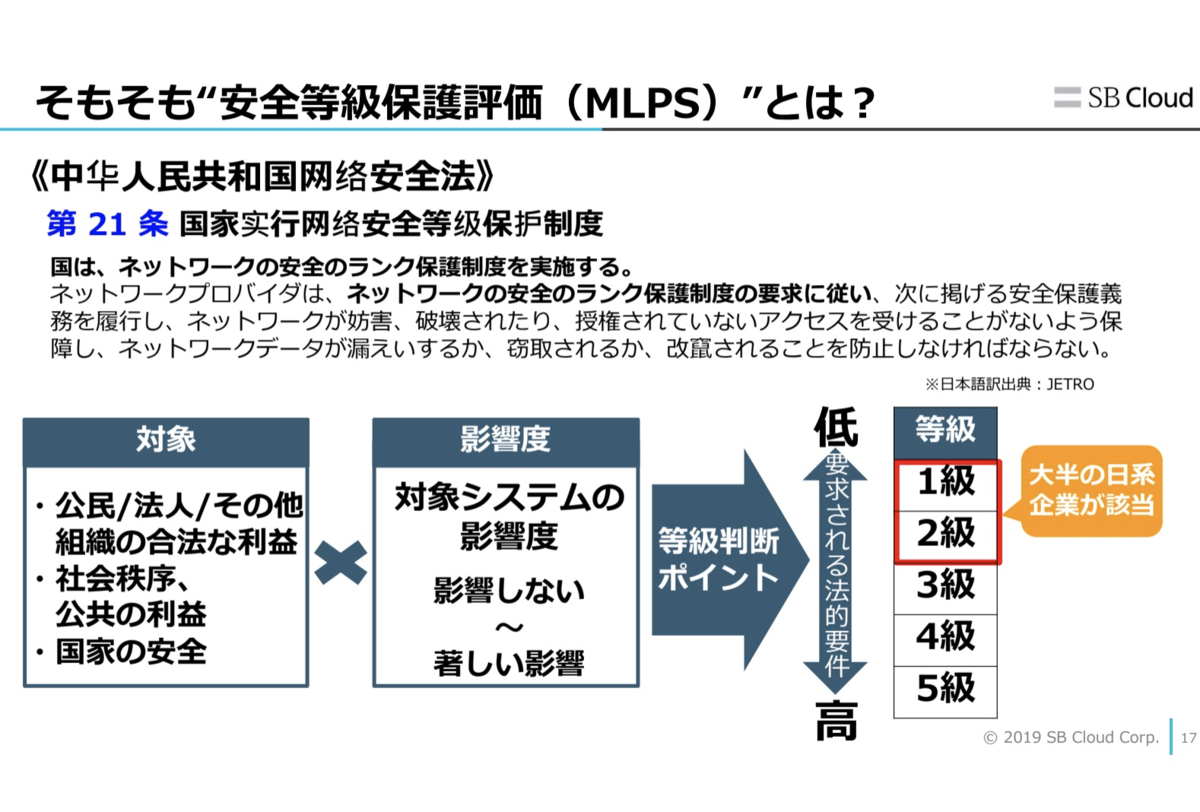 そもそも“安全等級保護評価（MLPS）”とは？
SB Cloud
《中华人民共和国网络安全法》
第 21 条 国家实行网络安全等级保护制度
国は、ネットワークの安全のランク保護制度を実施する。
ネットワークプロバイダは、ネットワークの安全のランク保護制度の要求に従い、次に掲げる安全保護義
務を履行し、ネットワークが妨害、破壊されたり、授権されていないアクセスを受けることがないよう保
障し、ネットワークデータが漏えいするか、窃取されるか、改竄されることを防止しなければならない。
※日本語訳出典：JETRO
対象
・公民/法人/その他
組織の合法な利益
・社会秩序、
公共の利益
・国家の安全
影響度
対象システムの
影響度
影響しない
～
著しい影響
等級判断
ポイント
低
要求される法的要件
高
等級
1級
2級
3級
4級
5級
大半の日系
企業が該当
© 2019 SB Cloud Corp.
17